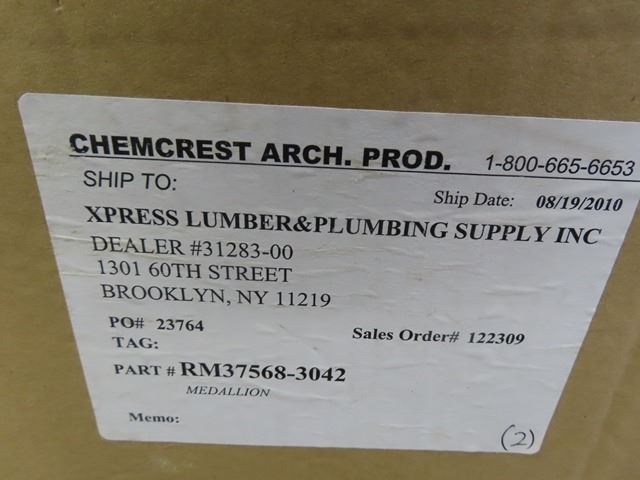 CHEMCREST ARCH. PROD. 1-800-665-6653
SHIP TO:
Ship Date: 08/19/2010
XPRESS LUMBER&PLUMBING SUPPLY INC
DEALER #31283-00
1301 60TH STREET
BROOKLYN, NY 11219
PO# 23764 Sales Order# 122309
TAG:
PART # RM37568-3042
MEDALLION
Memo:
(2)